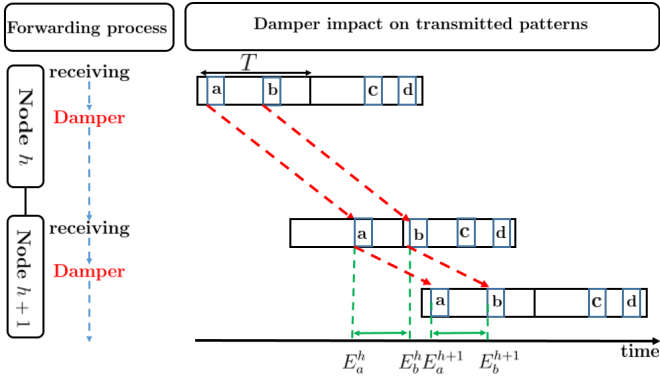 Forwarding process
Damper impact on transmitted patterns
receiving
Damper
Node h
T
a b c d
receiving
Damper
Node h + 1
a b c d
a b c d
E_a^h E_b^h E_a^{h+1} E_b^{h+1}
time